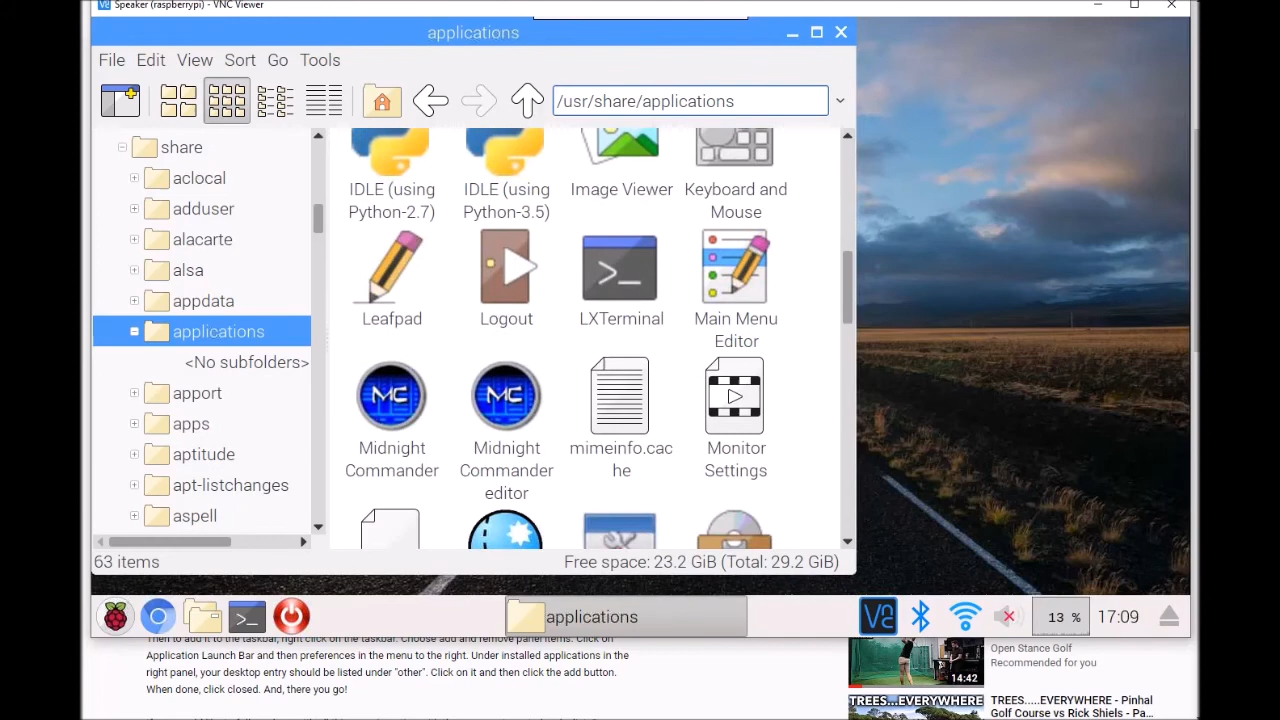 Speaker (raspberrypi) - VNC Viewer
applications
File Edit View Sort Go Tools
/usr/share/applications
share
aclocal
adduser
alacarte
alsa
appdata
applications
<No subfolders>
apport
apps
aptitude
apt-listchanges
aspell
IDLE (using
Python-2.7)
IDLE (using
Python-3.5)
Image Viewer
Keyboard and
Mouse
Leafpad
Logout
LXTerminal
Main Menu
Editor
MC
Midnight
Commander
MC
Midnight
Commander
editor
mimeinfo.cac
he
Monitor
Settings
63 items
Free space: 23.2 GiB (Total: 29.2 GiB)
applications
13 %
17:09
Then to add it to the taskbar, right click on the taskbar. Choose add and remove panel items. Click on
Application Launch Bar and then preferences in the menu to the right. Under installed applications in the
right panel, your desktop entry should be listed under "other". Click on it and then click the add button.
When done, click closed. And, there you go!
14:42
Open Stance Golf
Recommended for you
TREES...EVERYWHERE
TREES.....EVERYWHERE - Pinhal
Golf Course vs Rick Shiels - Pa...